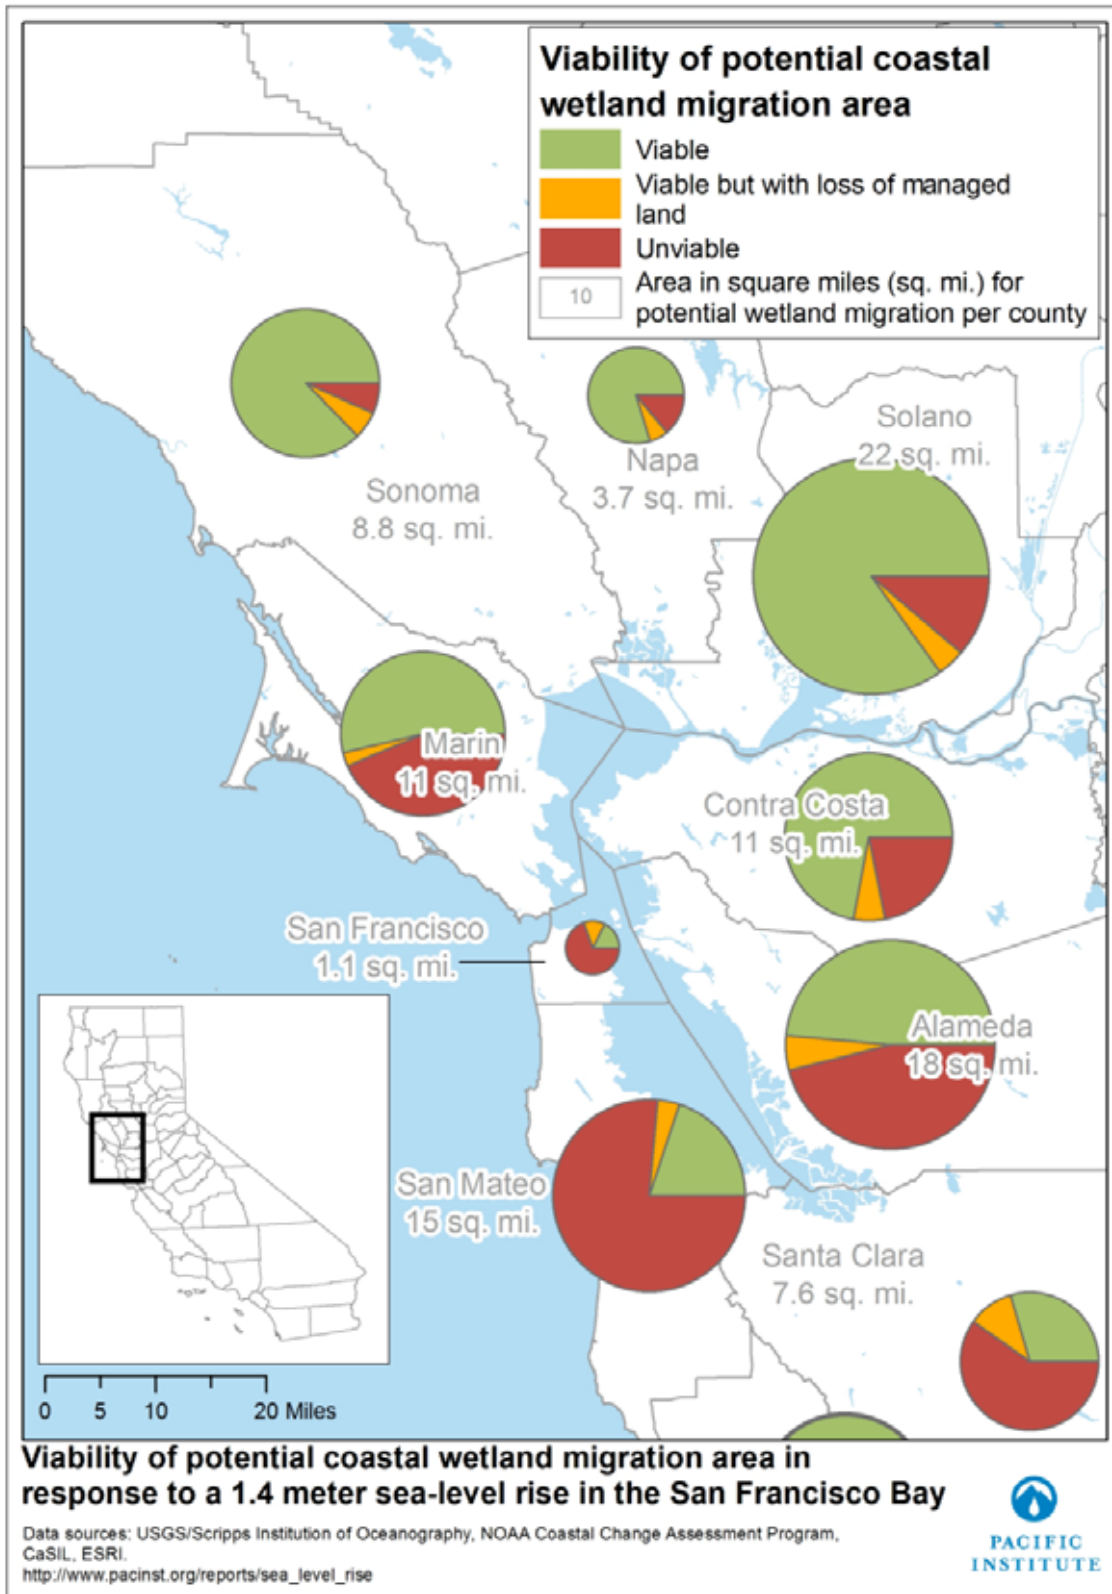 Viability of potential coastal
wetland migration area
Viable
Viable but with loss of managed
land
Unviable
10
Area in square miles (sq. mi.) for
potential wetland migration per county
Solano
22 sq. mi.
Napa
3.7 sq. mi.
Sonoma
8.8 sq. mi.
Marin
11 sq. mi.
Contra Costa
11 sq. mi.
San Francisco
1.1 sq. mi.
Alameda
18 sq. mi.
San Mateo
15 sq. mi.
Santa Clara
7.6 sq. mi.
0 5 10 20 Miles
Viability of potential coastal wetland migration area in
response to a 1.4 meter sea-level rise in the San Francisco Bay
Data sources: USGS/Scripps Institution of Oceanography, NOAA Coastal Change Assessment Program,
CaSIL, ESRI.
http://www.pacinst.org/reports/sea_level_rise
PACIFIC
INSTITUTE